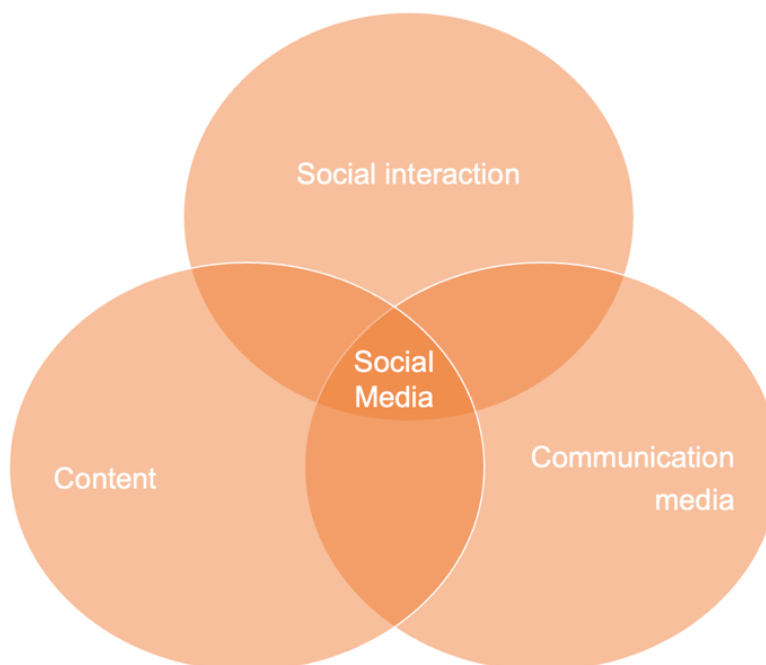 Social interaction
Social
Media
Content
Communication
media